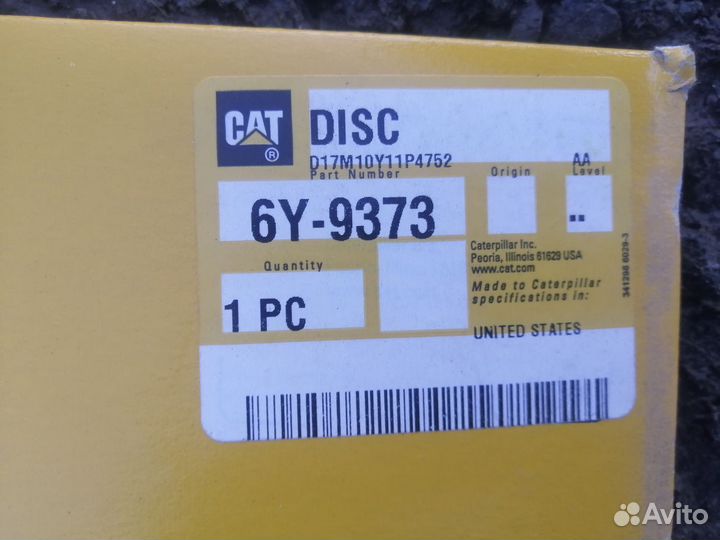 CAT
®
DISC
D17M10Y11P4752
AA
Part Number
Origin
Level
6Y-9373
..
Caterpillar Inc.
Peoria, Illinois 61629 USA
www.cat.com
Quantity
Made to Caterpillar
specifications in:
1 PC
UNITED STATES
341296 6029-3
Avito